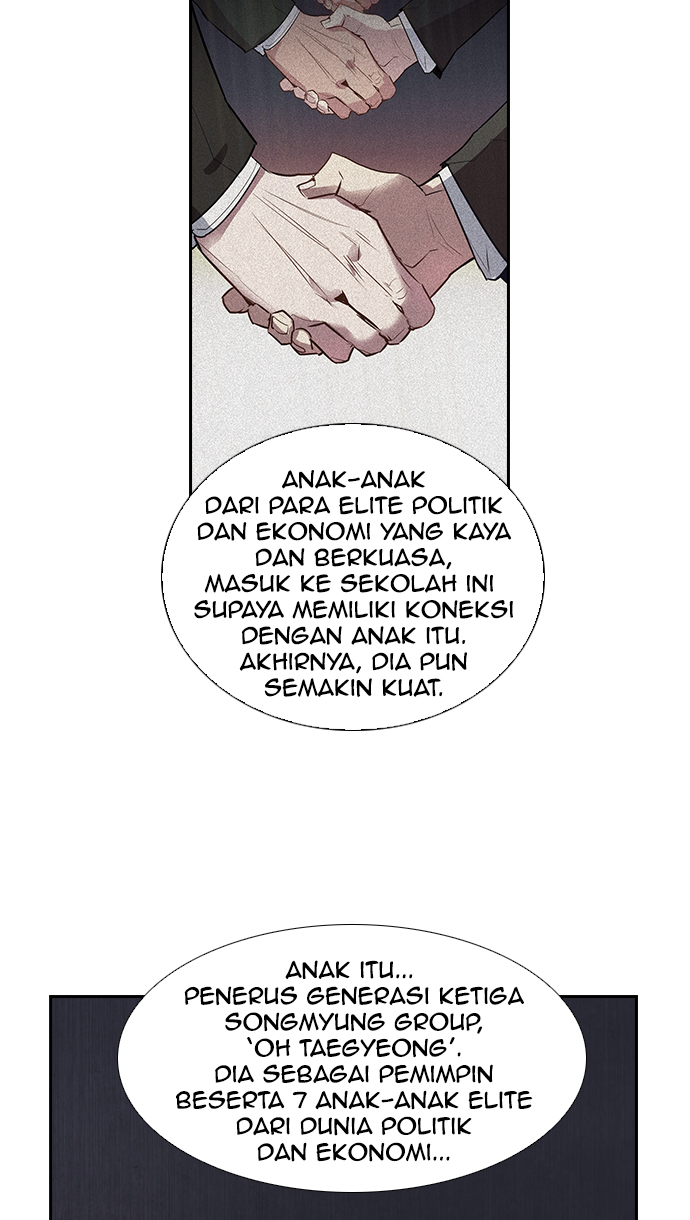 ANAK-ANAK
DARI PARA ELITE POLITIK
DAN EKONOMI YANG KAYA
DAN BERKUASA,
MASUK KE SEKOLAH INI
SUPAYA MEMILIKI KONEKSI
DENGAN ANAK ITU.
AKHIRNYA, DIA PUN
SEMAKIN KUAT.
ANAK ITU...
PENERUS GENERASI KETIGA
SONGMYUNG GROUP,
‘OH TAEGYEONG’.
DIA SEBAGAI PEMIMPIN
BESERTA 7 ANAK-ANAK ELITE
DARI DUNIA POLITIK
DAN EKONOMI...